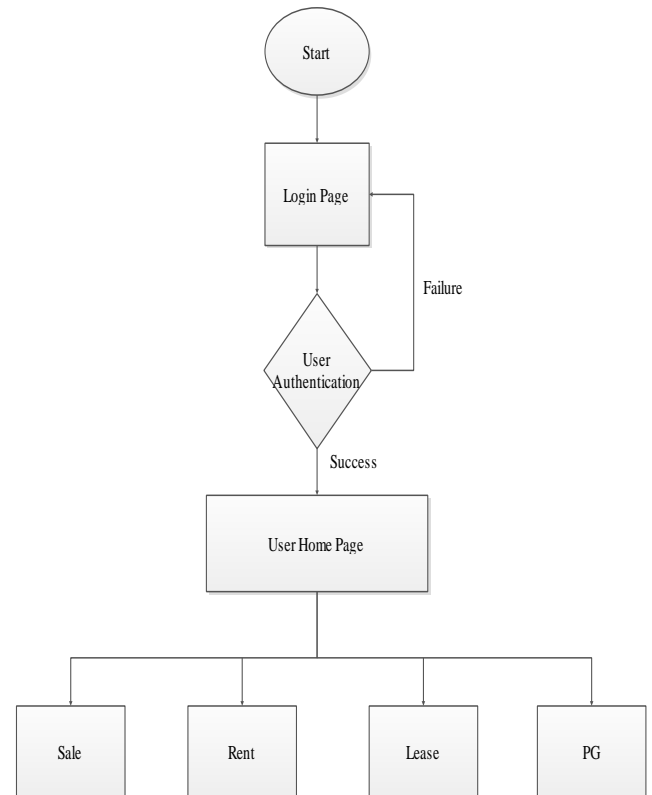 Start
Login Page
Failure
User
Authentication
Success
User Home Page
Sale
Rent
Lease
PG